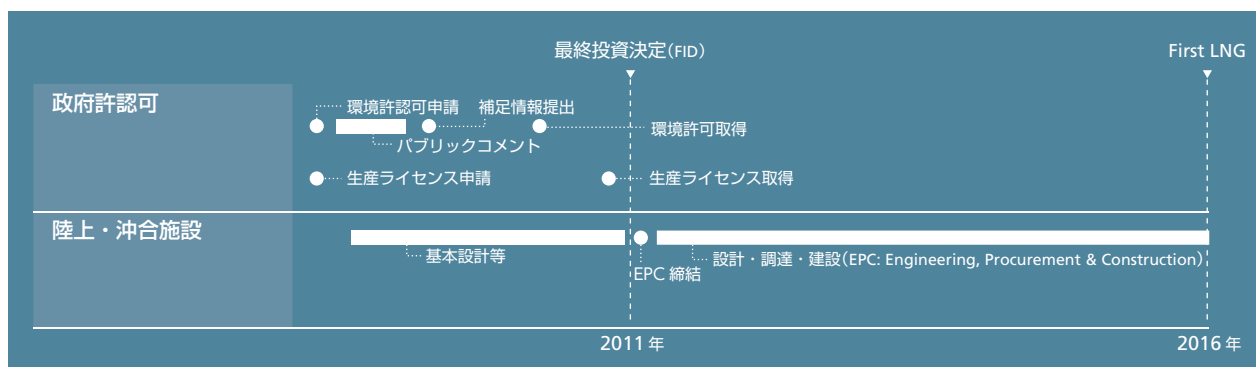 最終投資決定（FID）
First LNG
政府許認可
環境許認可申請
補足情報提出
環境許可取得
パブリックコメント
生産ライセンス申請
生産ライセンス取得
陸上・沖合施設
基本設計等
EPC 締結
設計・調達・建設（EPC: Engineering, Procurement & Construction）
2011 年
2016 年